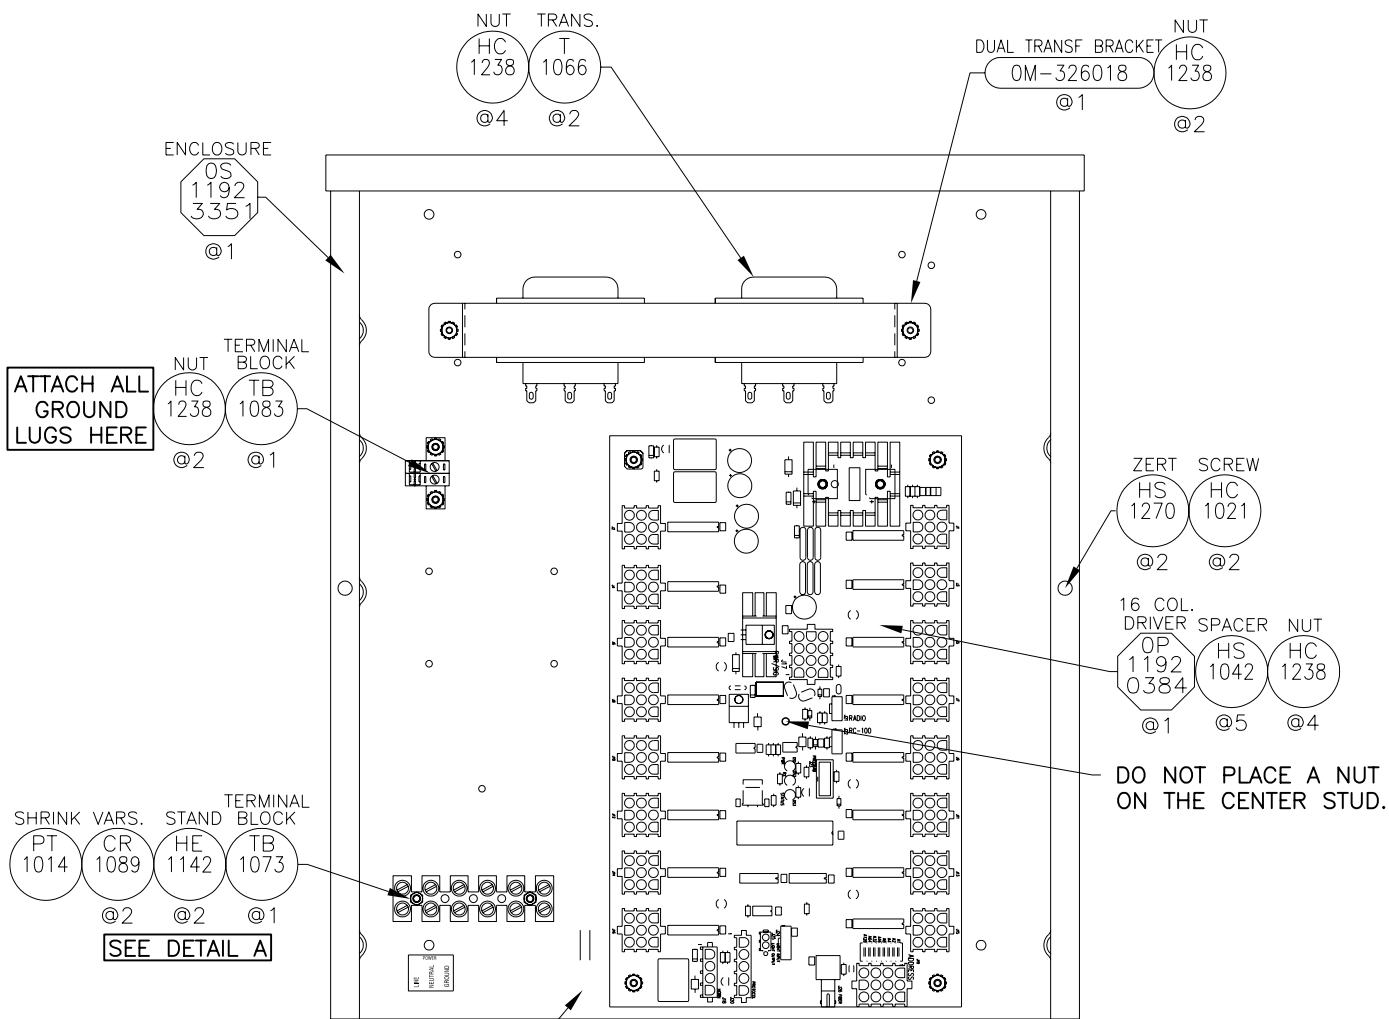 NUT TRANS.
HC
1238
T
1066
@4 @2
DUAL TRANSF BRACKET
0M-326018
@1
NUT
HC
1238
@2
ENCLOSURE
0S
1192
3351
@1
ATTACH ALL
GROUND
LUGS HERE
NUT
HC
1238
@2
TERMINAL
BLOCK
TB
1083
@1
ZERT SCREW
HS
1270
HC
1021
@2 @2
16 COL.
DRIVER
0P
1192
0384
@1
SPACER
HS
1042
@5
NUT
HC
1238
@4
DO NOT PLACE A NUT
ON THE CENTER STUD.
SHRINK
PT
1014
VARS.
CR
1089
@2
STAND
HE
1142
@2
TERMINAL
BLOCK
TB
1073
@1
SEE DETAIL A
POWER
LINE
NEUTRAL
GROUND
RADIO
RC-100
J17
ADDRESS